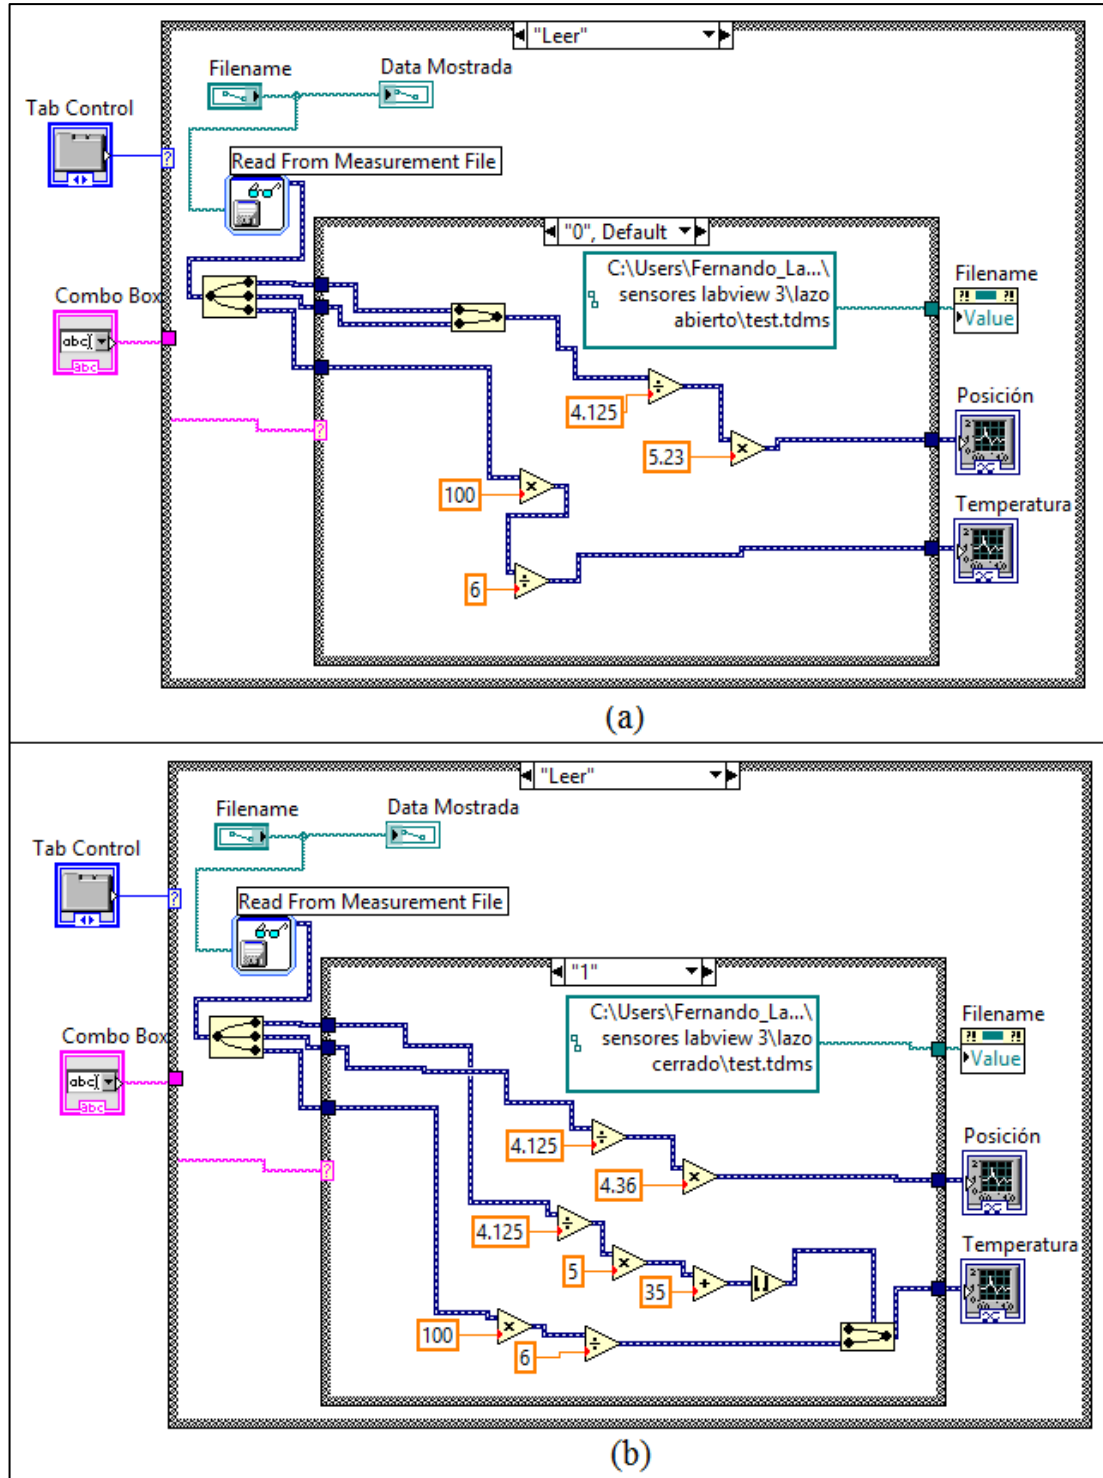 "Leer"
Filename
Data Mostrada
Tab Control
?
Read From Measurement File
"0", Default
C:\Users\Fernando_La...\
sensores labview 3\lazo
abierto\test.tdms
Filename
?! ?!
Value
Combo Box
abc
abc
÷
4.125
Posición
×
5.23
?
×
100
Temperatura
÷
6
(a)
"Leer"
Filename
Data Mostrada
Tab Control
?
Read From Measurement File
"1"
C:\Users\Fernando_La...\
sensores labview 3\lazo
cerrado\test.tdms
Filename
?! ?!
Value
Combo Box
abc
abc
÷
4.125
Posición
×
4.36
?
÷
4.125
Temperatura
×
5
+
35
×
100
÷
6
(b)